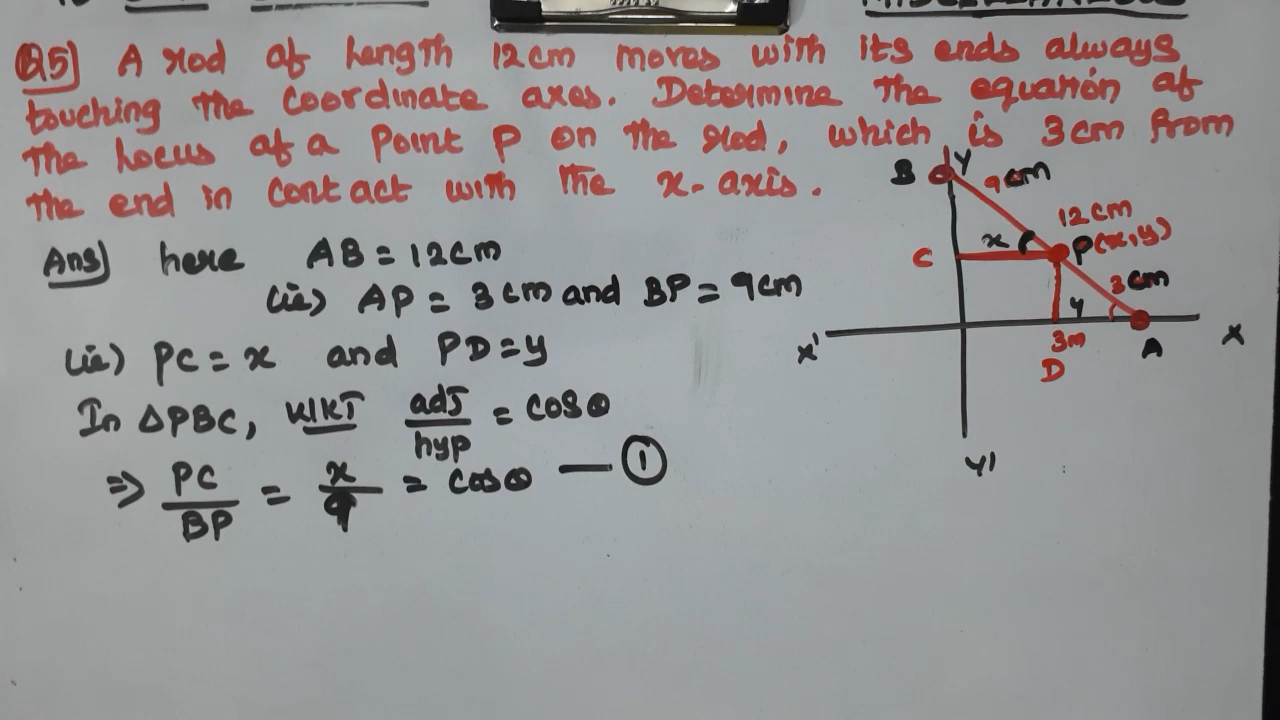 MISCELLANEOUS
Q5) A rod of length 12cm moves with its ends always
touching the coordinate axes. Determine the equation of
the locus of a point P on the rod, which is 3cm from
the end in contact with the x-axis.
Ans) here AB = 12cm
(ie) AP = 3cm and BP = 9cm
(ie) PC = x and PD = y
In ΔPBC, WKT adj/hyp = cosθ
⇒ PC/BP = x/9 = cosθ — ①
B Y 9cm
12cm
C x P(x,y)
3cm
y
X' 3m A X
D
Y'